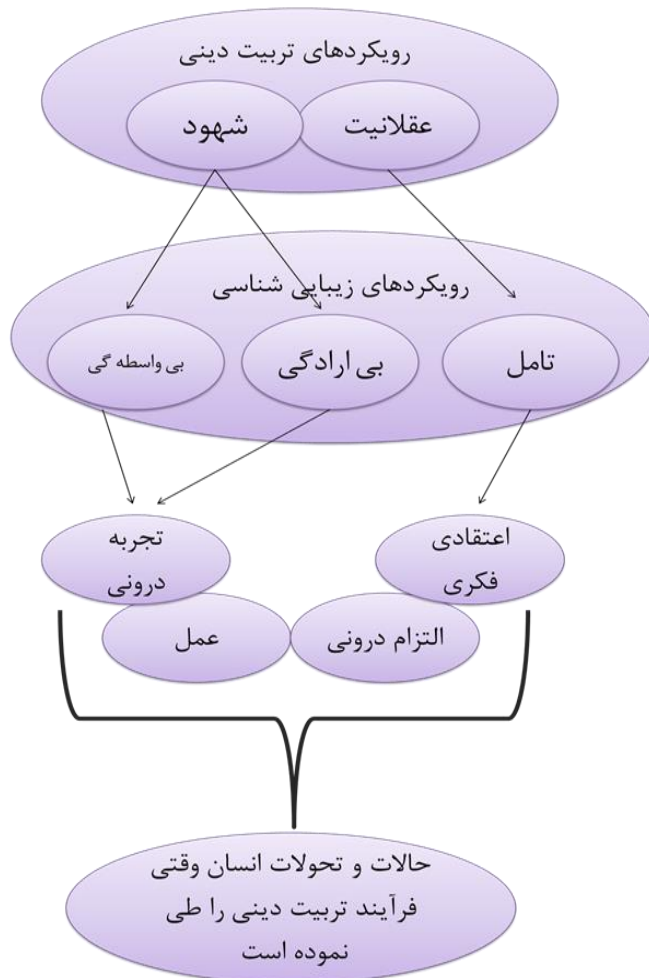 رویکردهای تربیت دینی
عقلانیت
شهود
رویکردهای زیبایی شناسی
تامل
بی ارادگی
بی واسطه گی
اعتقادی
فکری
تجربه
درونی
التزام درونی
عمل
حالات و تحولات انسان وقتی
فرآیند تربیت دینی را طی
نموده است